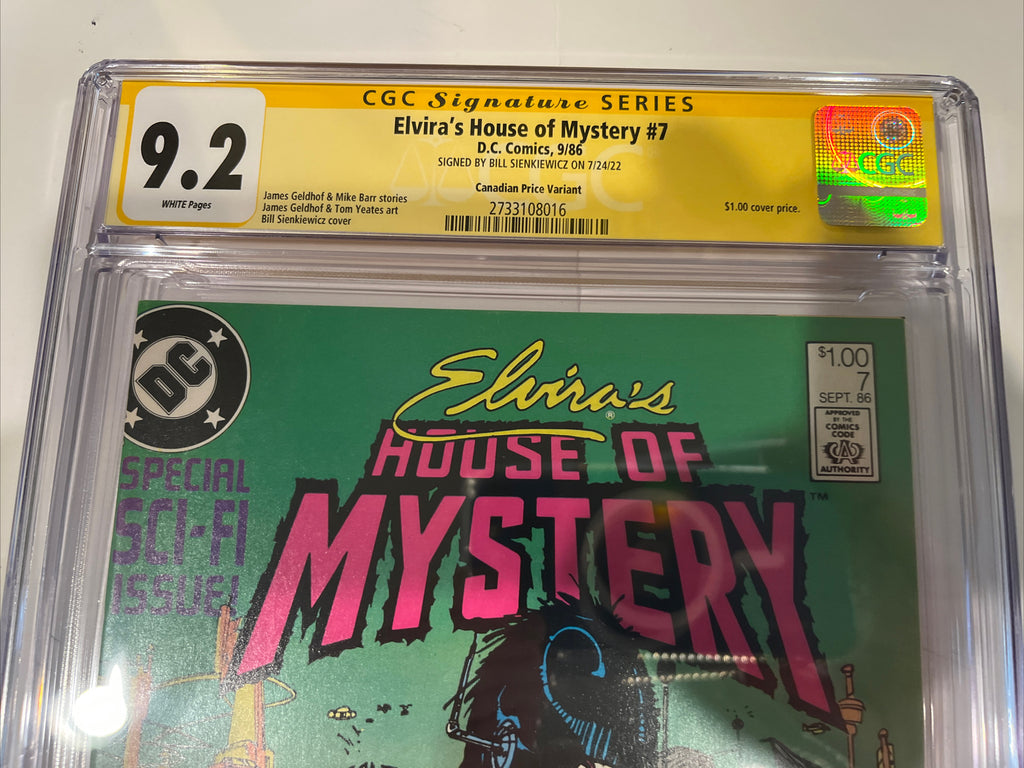 CGC Signature SERIES
Elvira's House of Mystery #7
D.C. Comics, 9/86
SIGNED BY BILL SIENKIEWICZ ON 7/24/22
Canadian Price Variant
2733108016
9.2
WHITE Pages
James Geldhof & Mike Barr stories
James Geldhof & Tom Yeates art
Bill Sienkiewicz cover
$1.00 cover price.
CGC
CGC
DC
Elvira's
®
HOUSE OF
MYSTERY
TM
SPECIAL
SCI-FI
ISSUE!
$1.00
7
SEPT. 86
APPROVED
BY THE
COMICS
CODE
CA
AUTHORITY